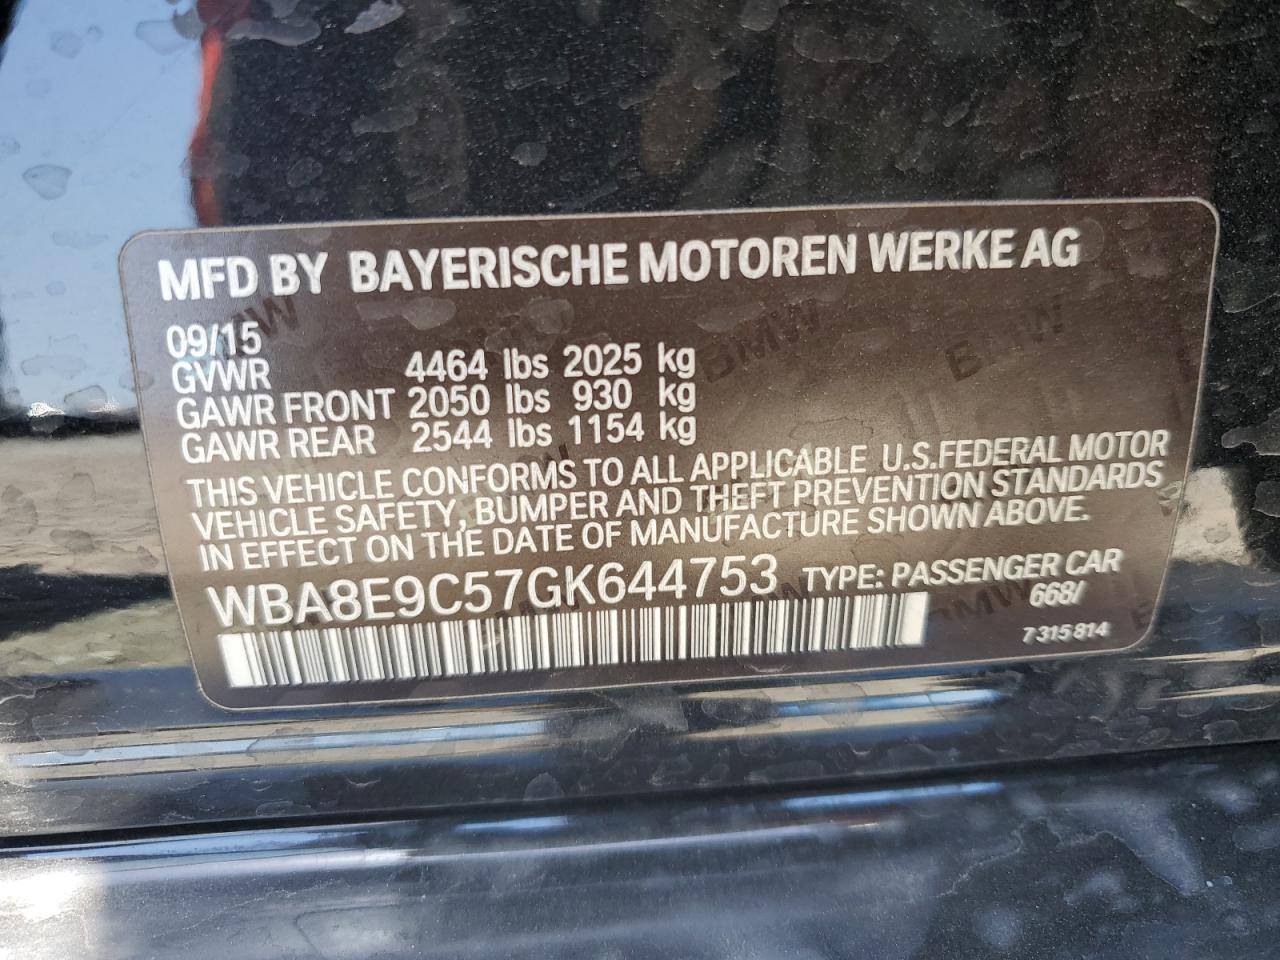 MFD BY BAYERISCHE MOTOREN WERKE AG
09/15
GVWR 4464 lbs 2025 kg
GAWR FRONT 2050 lbs 930 kg
GAWR REAR 2544 lbs 1154 kg
THIS VEHICLE CONFORMS TO ALL APPLICABLE U.S.FEDERAL MOTOR
VEHICLE SAFETY, BUMPER AND THEFT PREVENTION STANDARDS
IN EFFECT ON THE DATE OF MANUFACTURE SHOWN ABOVE.
WBA8E9C57GK644753 TYPE: PASSENGER CAR
668/
7 315 814